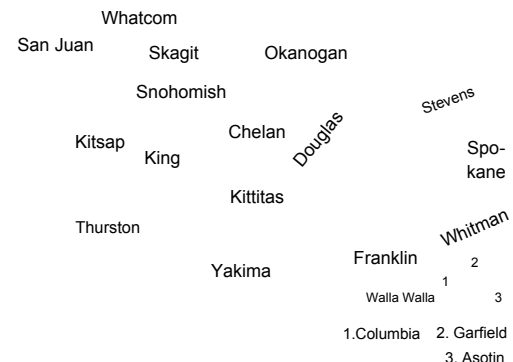 Whatcom
San Juan
Skagit
Okanogan
Snohomish
Stevens
Chelan
Douglas
Kitsap
King
Spo-
kane
Kittitas
Thurston
Whitman
Franklin
2
Yakima
1
Walla Walla
3
1.Columbia
2. Garfield
3. Asotin